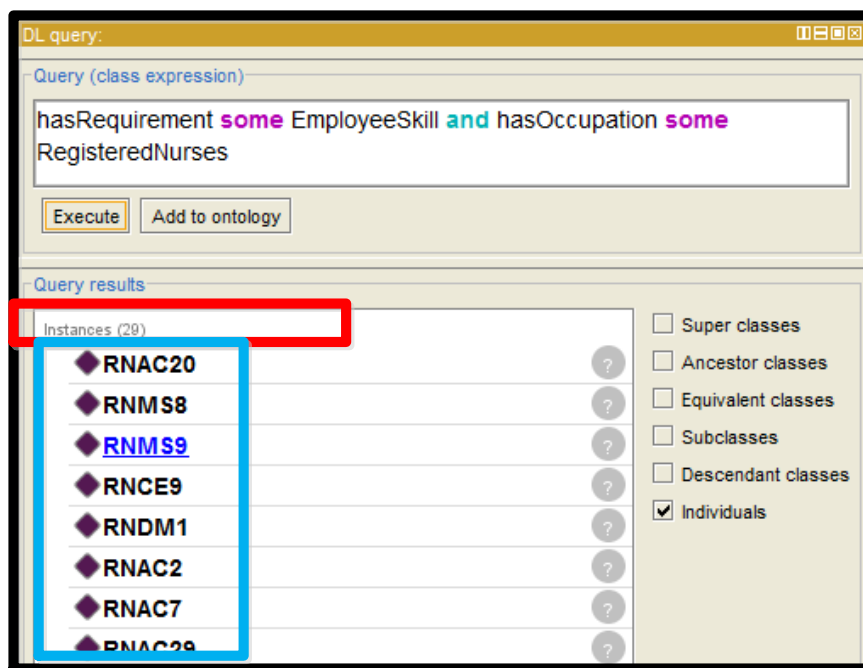 DL query:
Query (class expression)
hasRequirement some EmployeeSkill and hasOccupation some
RegisteredNurses
Execute
Add to ontology
Query results
Instances (29)
RNAC20
RNMS8
RNMS9
RNCE9
RNDM1
RNAC2
RNAC7
RNAC29
?
?
?
?
?
?
?
?
Super classes
Ancestor classes
Equivalent classes
Subclasses
Descendant classes
Individuals